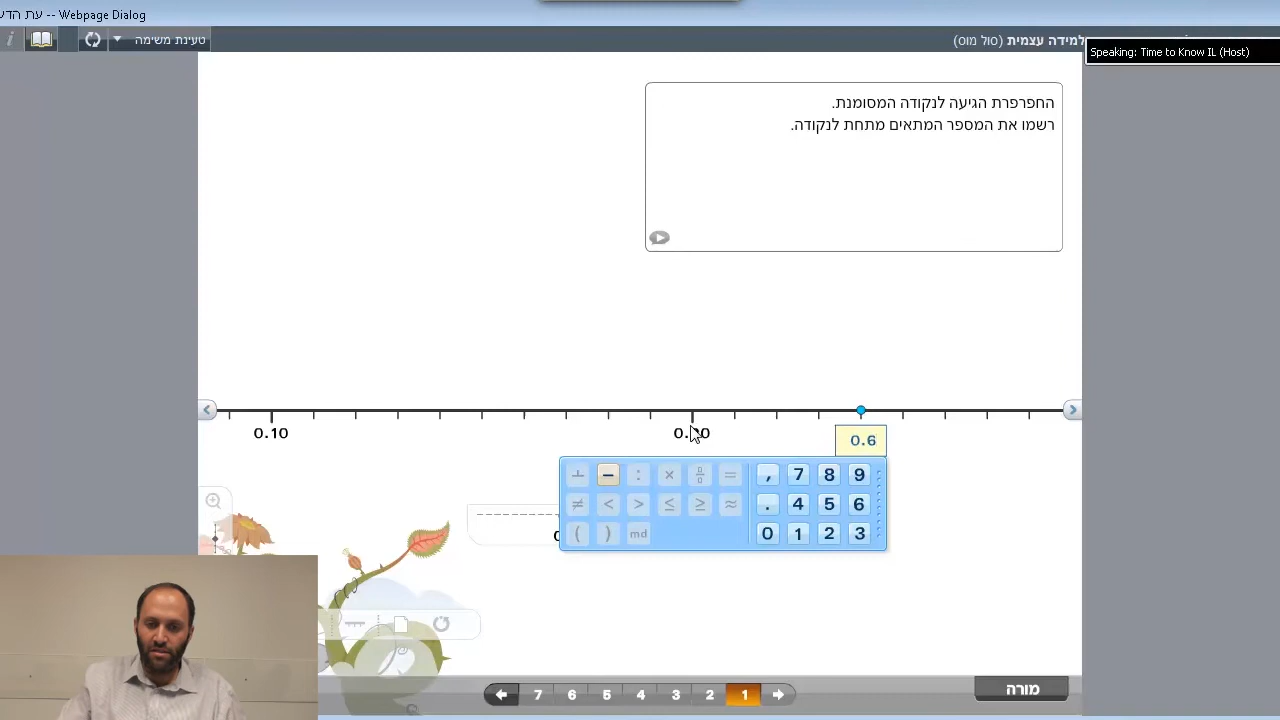 -- Webpage Dialog
טעינת משימה
למידה עצמית (סול מוס)
Speaking: Time to Know IL (Host)
החפרפרת הגיעה לנקודה המסומנת.
רשמו את המספר המתאים מתחת לנקודה.
0.10
0.6
+ − : × =
, 7 8 9
≠ < > ≤ ≥ ≈
. 4 5 6
( ) md
0 1 2 3
7 6 5 4 3 2 1
מורה